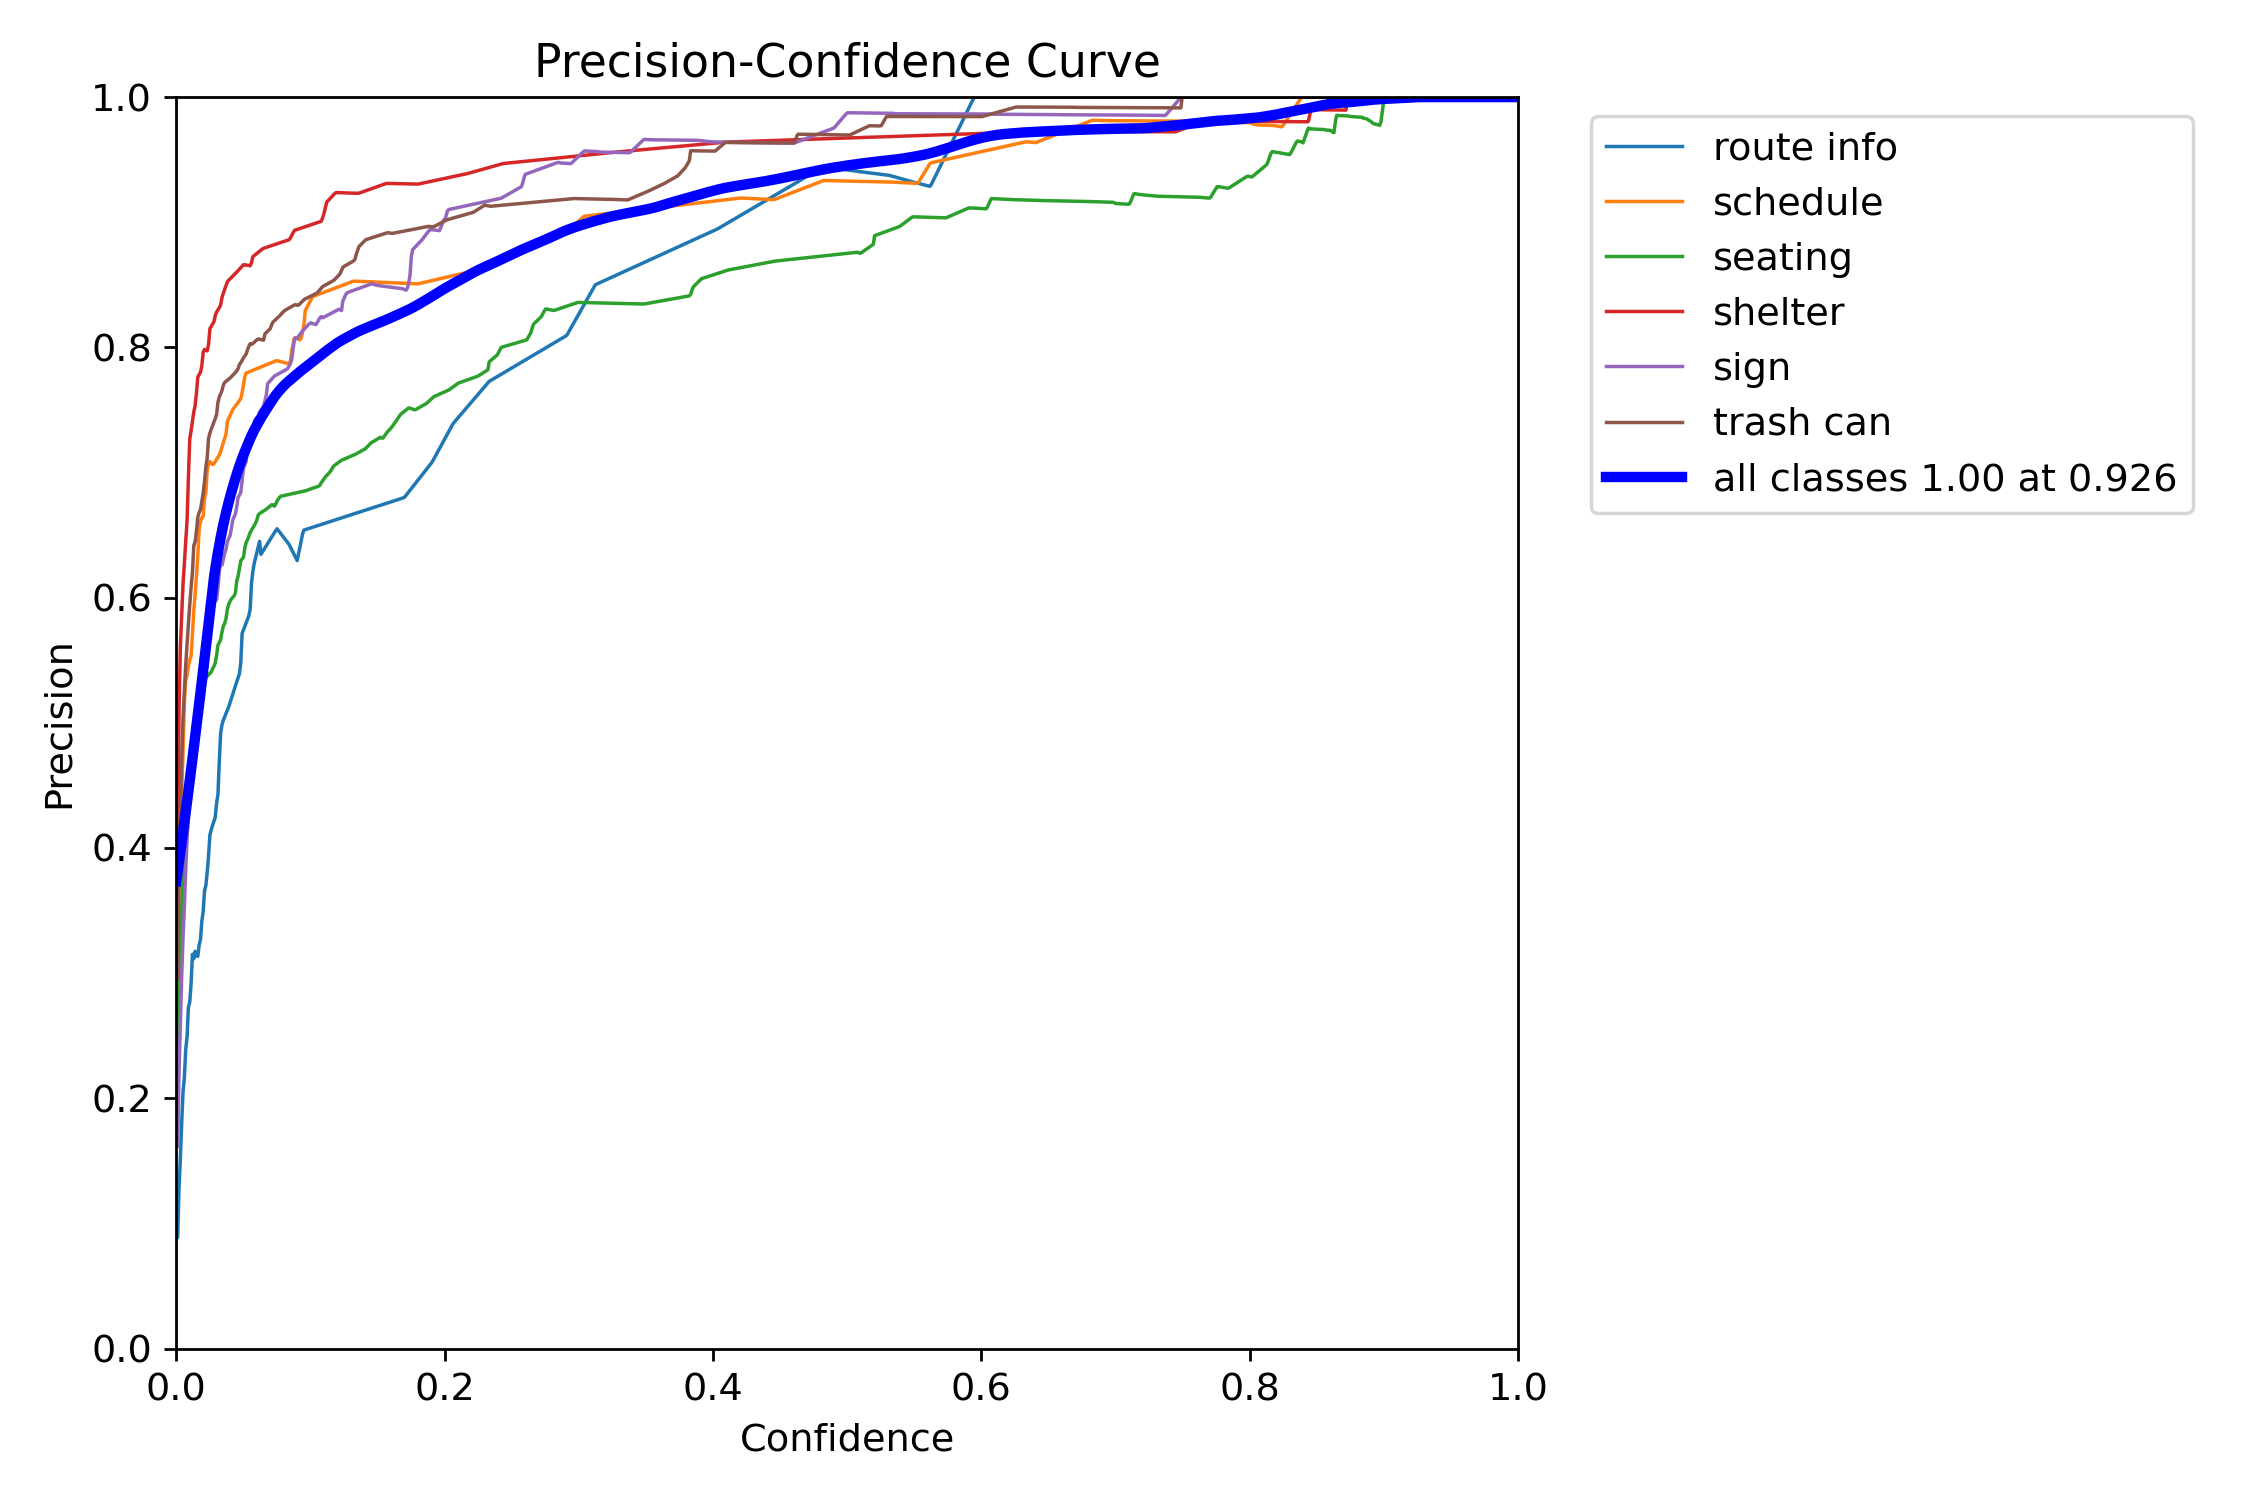 Precision-Confidence Curve
1.0
0.8
0.6
0.4
0.2
0.0
Precision
0.0 0.2 0.4 0.6 0.8 1.0
Confidence
route info
schedule
seating
shelter
sign
trash can
all classes 1.00 at 0.926